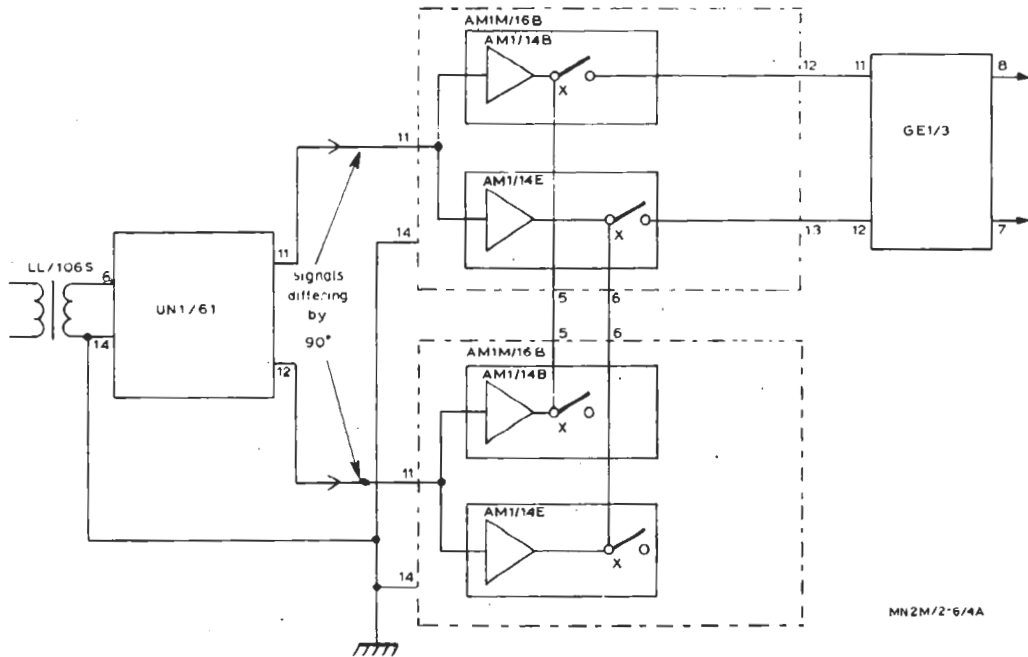 AM1M/16B
AM1/14B
X
12
11
8
GE1/3
11
AM1/14E
X
14
13
12
7
LL/106S
6
UN1/61
11
signals
differing
by
90°
14
12
5
6
5
6
AM1M/16B
AM1/14B
X
11
AM1/14E
X
14
MN2M/2-6/4A